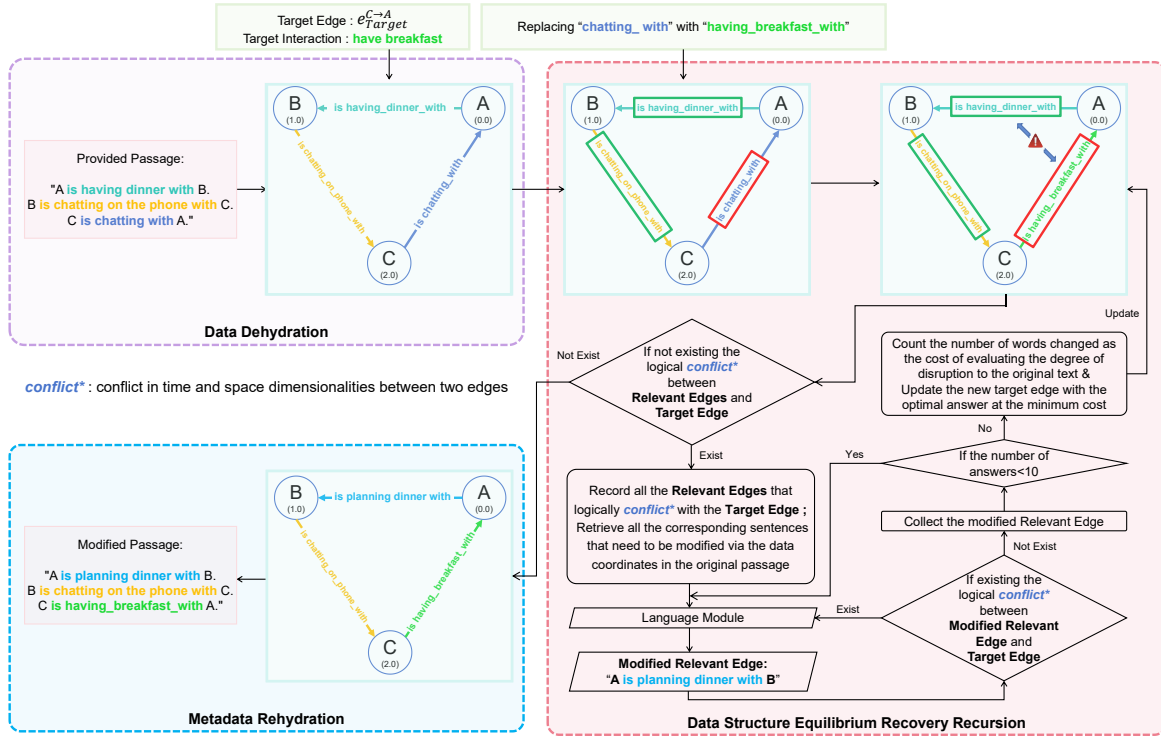 Target Edge : e_{Target}^{C→A}
Target Interaction : have breakfast
Replacing “chatting_ with” with “having_breakfast_with”
Provided Passage:
"A is having dinner with B.
B is chatting on the phone with C.
C is chatting with A."
B
(1.0)
is having_dinner_with
A
(0.0)
is chatting_on_phone_with
is chatting_with
C
(2.0)
Data Dehydration
B
(1.0)
is having_dinner_with
A
(0.0)
is chatting_on_phone_with
is chatting_with
C
(2.0)
B
(1.0)
is having_dinner_with
A
(0.0)
is chatting_on_phone_with
is having_ breakfast_with
C
(2.0)
Update
conflict* : conflict in time and space dimensionalities between two edges
Not Exist
If not existing the
logical conflict*
between
Relevant Edges and
Target Edge
Exist
Record all the Relevant Edges that
logically conflict* with the Target Edge ;
Retrieve all the corresponding sentences
that need to be modified via the data
coordinates in the original passage
Language Module
Modified Relevant Edge:
“A is planning dinner with B”
Count the number of words changed as
the cost of evaluating the degree of
disruption to the original text &
Update the new target edge with the
optimal answer at the minimum cost
No
Yes
If the number of
answers<10
Collect the modified Relevant Edge
Not Exist
If existing the
logical conflict*
between
Modified Relevant
Edge and
Target Edge
Exist
Data Structure Equilibrium Recovery Recursion
Modified Passage:
"A is planning dinner with B.
B is chatting on the phone with C.
C is having_breakfast_with A."
B
(1.0)
is planning dinner with
A
(0.0)
is chatting_on_phone_with
is having_breakfast_with
C
(2.0)
Metadata Rehydration